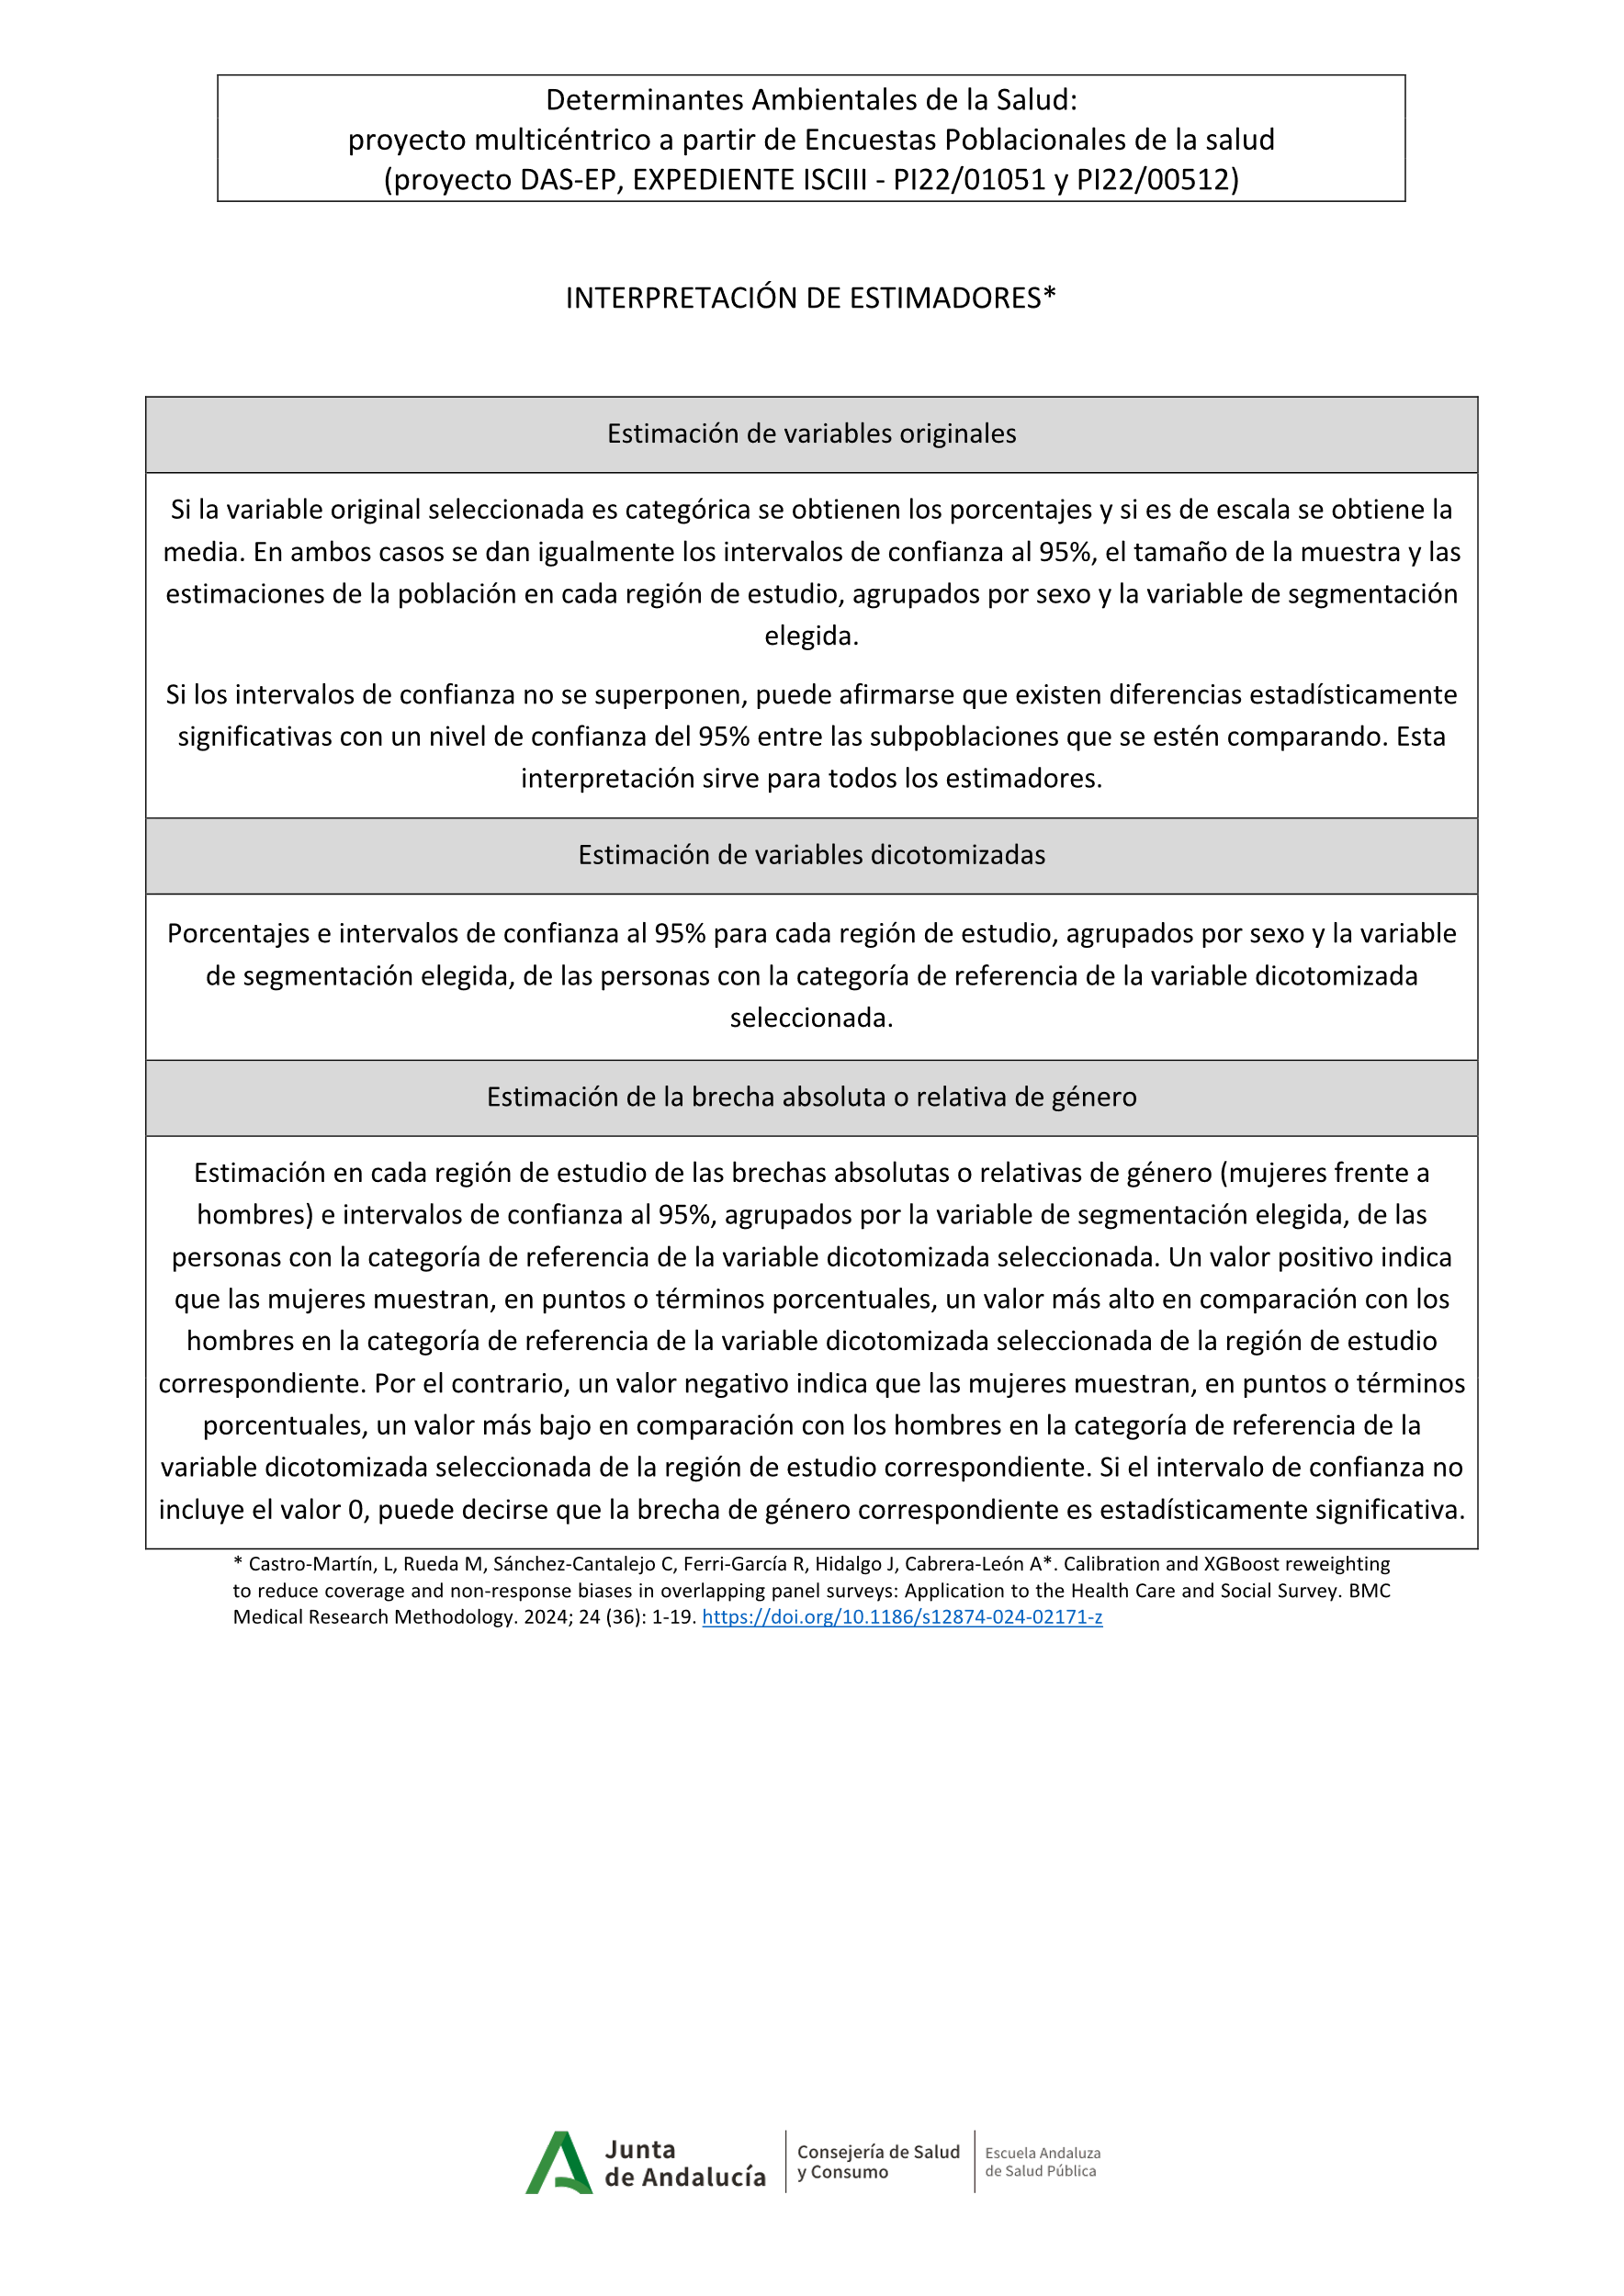 Determinantes Ambientales de la Salud:
proyecto multicéntrico a partir de Encuestas Poblacionales de la salud
(proyecto DAS-EP, EXPEDIENTE ISCIII - PI22/01051 y PI22/00512)
INTERPRETACIÓN DE ESTIMADORES*
Estimación de variables originales
Si la variable original seleccionada es categórica se obtienen los porcentajes y si es de escala se obtiene la
media. En ambos casos se dan igualmente los intervalos de confianza al 95%, el tamaño de la muestra y las
estimaciones de la población en cada región de estudio, agrupados por sexo y la variable de segmentación
elegida.
Si los intervalos de confianza no se superponen, puede afirmarse que existen diferencias estadísticamente
significativas con un nivel de confianza del 95% entre las subpoblaciones que se estén comparando. Esta
interpretación sirve para todos los estimadores.
Estimación de variables dicotomizadas
Porcentajes e intervalos de confianza al 95% para cada región de estudio, agrupados por sexo y la variable
de segmentación elegida, de las personas con la categoría de referencia de la variable dicotomizada
seleccionada.
Estimación de la brecha absoluta o relativa de género
Estimación en cada región de estudio de las brechas absolutas o relativas de género (mujeres frente a
hombres) e intervalos de confianza al 95%, agrupados por la variable de segmentación elegida, de las
personas con la categoría de referencia de la variable dicotomizada seleccionada. Un valor positivo indica
que las mujeres muestran, en puntos o términos porcentuales, un valor más alto en comparación con los
hombres en la categoría de referencia de la variable dicotomizada seleccionada de la región de estudio
correspondiente. Por el contrario, un valor negativo indica que las mujeres muestran, en puntos o términos
porcentuales, un valor más bajo en comparación con los hombres en la categoría de referencia de la
variable dicotomizada seleccionada de la región de estudio correspondiente. Si el intervalo de confianza no
incluye el valor 0, puede decirse que la brecha de género correspondiente es estadísticamente significativa.
* Castro-Martín, L, Rueda M, Sánchez-Cantalejo C, Ferri-García R, Hidalgo J, Cabrera-León A*. Calibration and XGBoost reweighting
to reduce coverage and non-response biases in overlapping panel surveys: Application to the Health Care and Social Survey. BMC
Medical Research Methodology. 2024; 24 (36): 1-19. https://doi.org/10.1186/s12874-024-02171-z
Junta
de Andalucía
Consejería de Salud
y Consumo
Escuela Andaluza
de Salud Pública